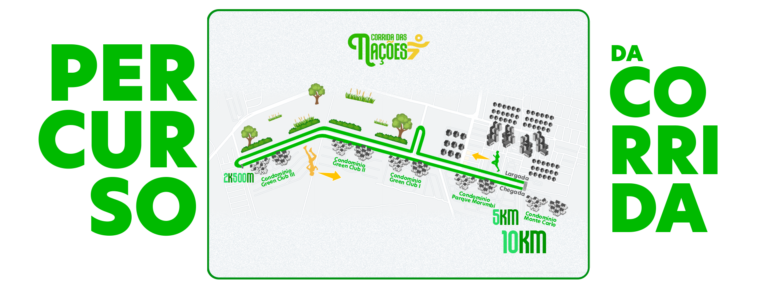 PER
CUR
SO
CORRIDA DAS
NAÇÕES
2K500M
Condomínio
Green Club III
Condomínio
Green Club II
Condomínio
Green Club I
Condomínio
Parque Morumbi
Condomínio
Monte Carlo
Largada
Chegada
5KM
10KM
DA
CO
RRI
DA